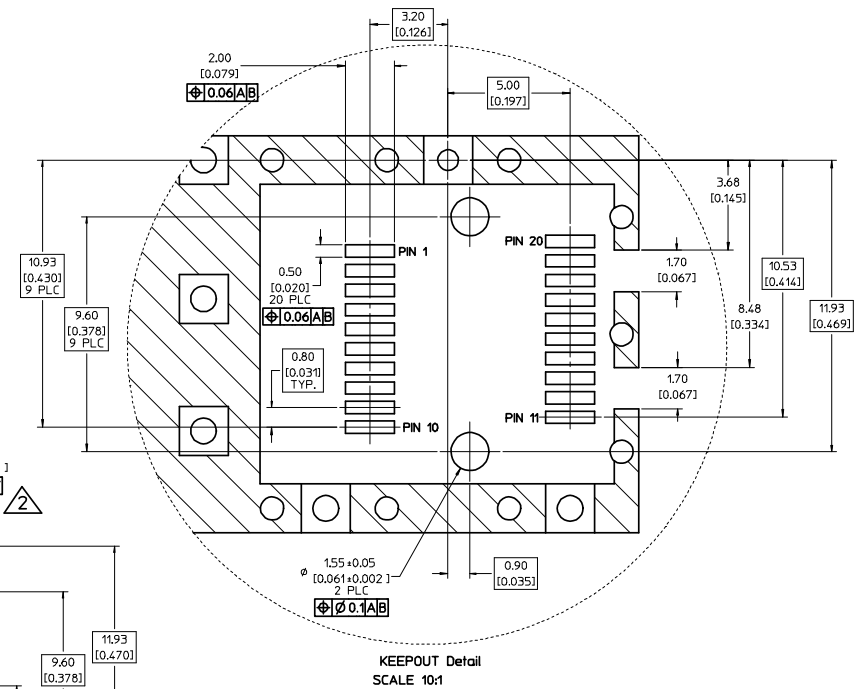 3.20
[0.126]
2.00
[0.079]
⌖ 0.06 A B
5.00
[0.197]
3.68
[0.145]
PIN 1
PIN 20
10.93
[0.430]
9 PLC
0.50
[0.020]
20 PLC
⌖ 0.06 A B
1.70
[0.067]
10.53
[0.414]
9.60
[0.378]
9 PLC
8.48
[0.334]
11.93
[0.469]
0.80
[0.031]
TYP.
1.70
[0.067]
PIN 10
PIN 11
]
2
⌀ 1.55±0.05
[0.061±0.002 ]
2 PLC
⌖ ⌀ 0.1 A B
0.90
[0.035]
11.93
[0.470]
9.60
[0.378]
KEEPOUT Detail
SCALE 10:1